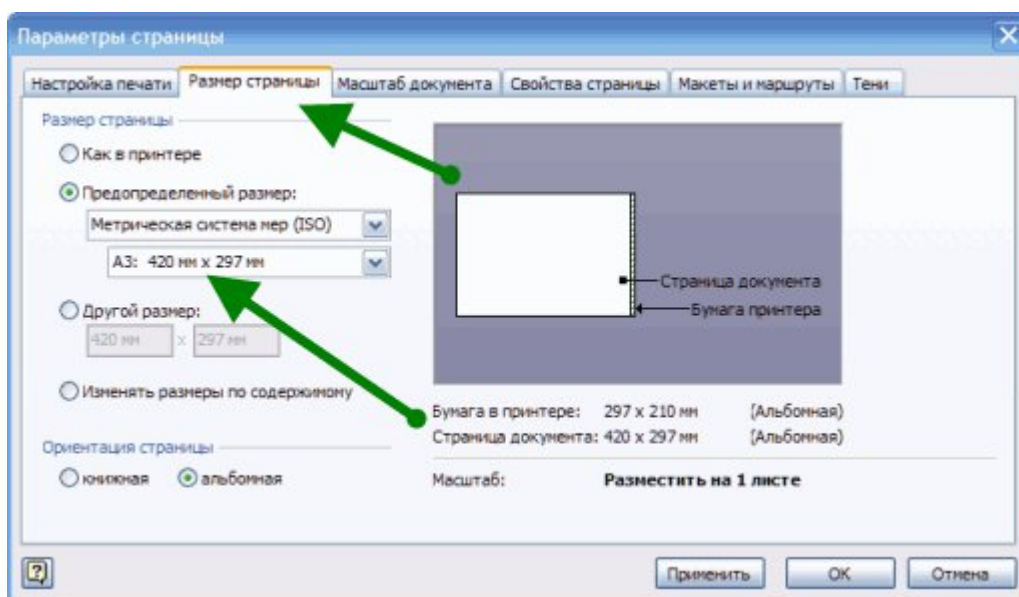 Параметры страницы
Настройка печати Размер страницы Масштаб документа Свойства страницы Макеты и маршруты Тени
Размер страницы
Как в принтере
Предопределенный размер:
Метрическая система мер (ISO)
A3: 420 мм x 297 мм
Другой размер:
420 мм x 297 мм
Изменять размеры по содержимому
Ориентация страницы
книжная альбомная
Страница документа
Бумага принтера
Бумага в принтере: 297 x 210 мм (Альбомная)
Страница документа: 420 x 297 мм (Альбомная)
Масштаб: Разместить на 1 листе
? Применить OK Отмена